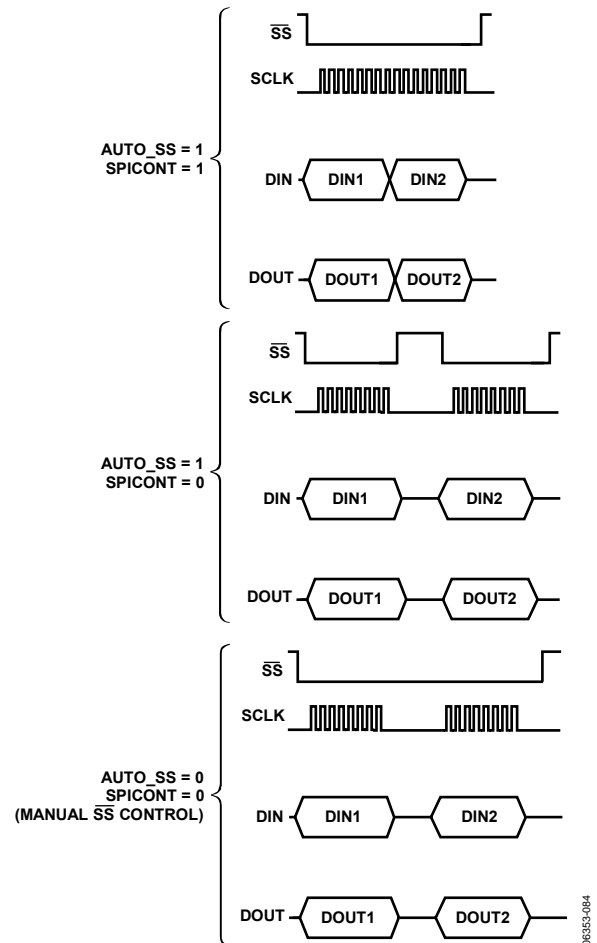 SS
SCLK
AUTO_SS = 1
SPICONT = 1
DIN
DIN1
DIN2
DOUT
DOUT1
DOUT2
SS
SCLK
AUTO_SS = 1
SPICONT = 0
DIN
DIN1
DIN2
DOUT
DOUT1
DOUT2
SS
SCLK
AUTO_SS = 0
SPICONT = 0
(MANUAL SS CONTROL)
DIN
DIN1
DIN2
DOUT
DOUT1
DOUT2
06353-084